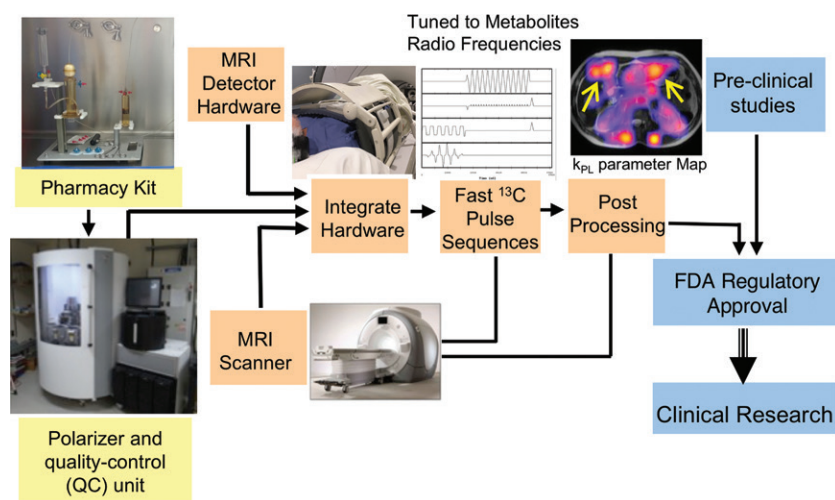 Tuned to Metabolites
Radio Frequencies
MRI
Detector
Hardware
Pre-clinical
studies
k_PL parameter Map
Pharmacy Kit
Integrate
Hardware
Fast ¹³C
Pulse
Sequences
Post
Processing
FDA Regulatory
Approval
MRI
Scanner
Clinical Research
Polarizer and
quality-control
(QC) unit